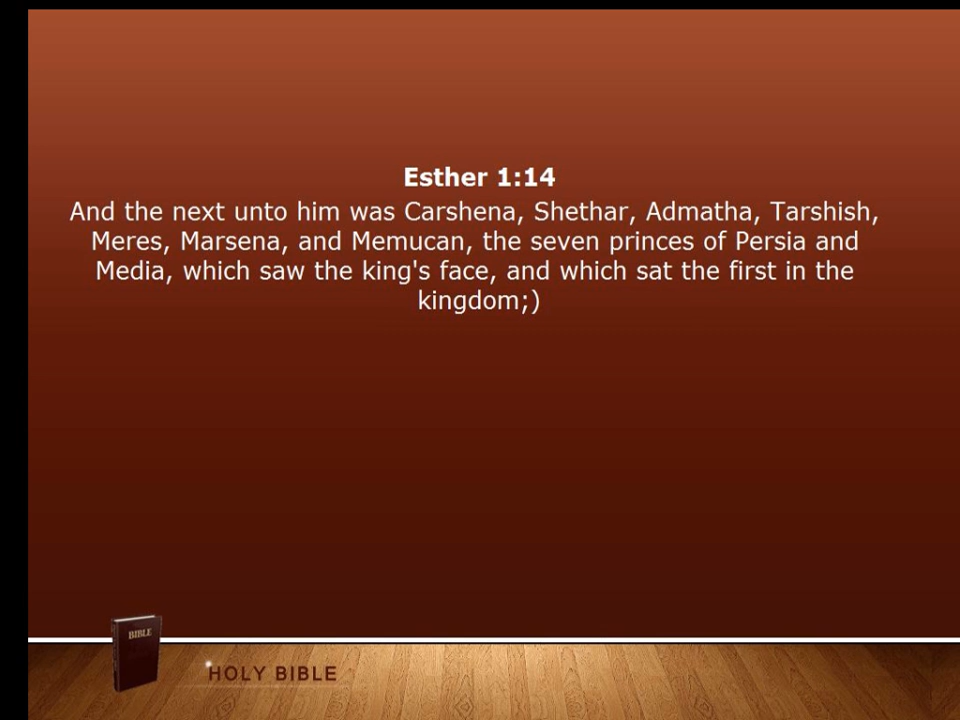 Esther 1:14
And the next unto him was Carshena, Shethar, Admatha, Tarshish,
Meres, Marsena, and Memucan, the seven princes of Persia and
Media, which saw the king's face, and which sat the first in the
kingdom;)
BIBLE
HOLY BIBLE